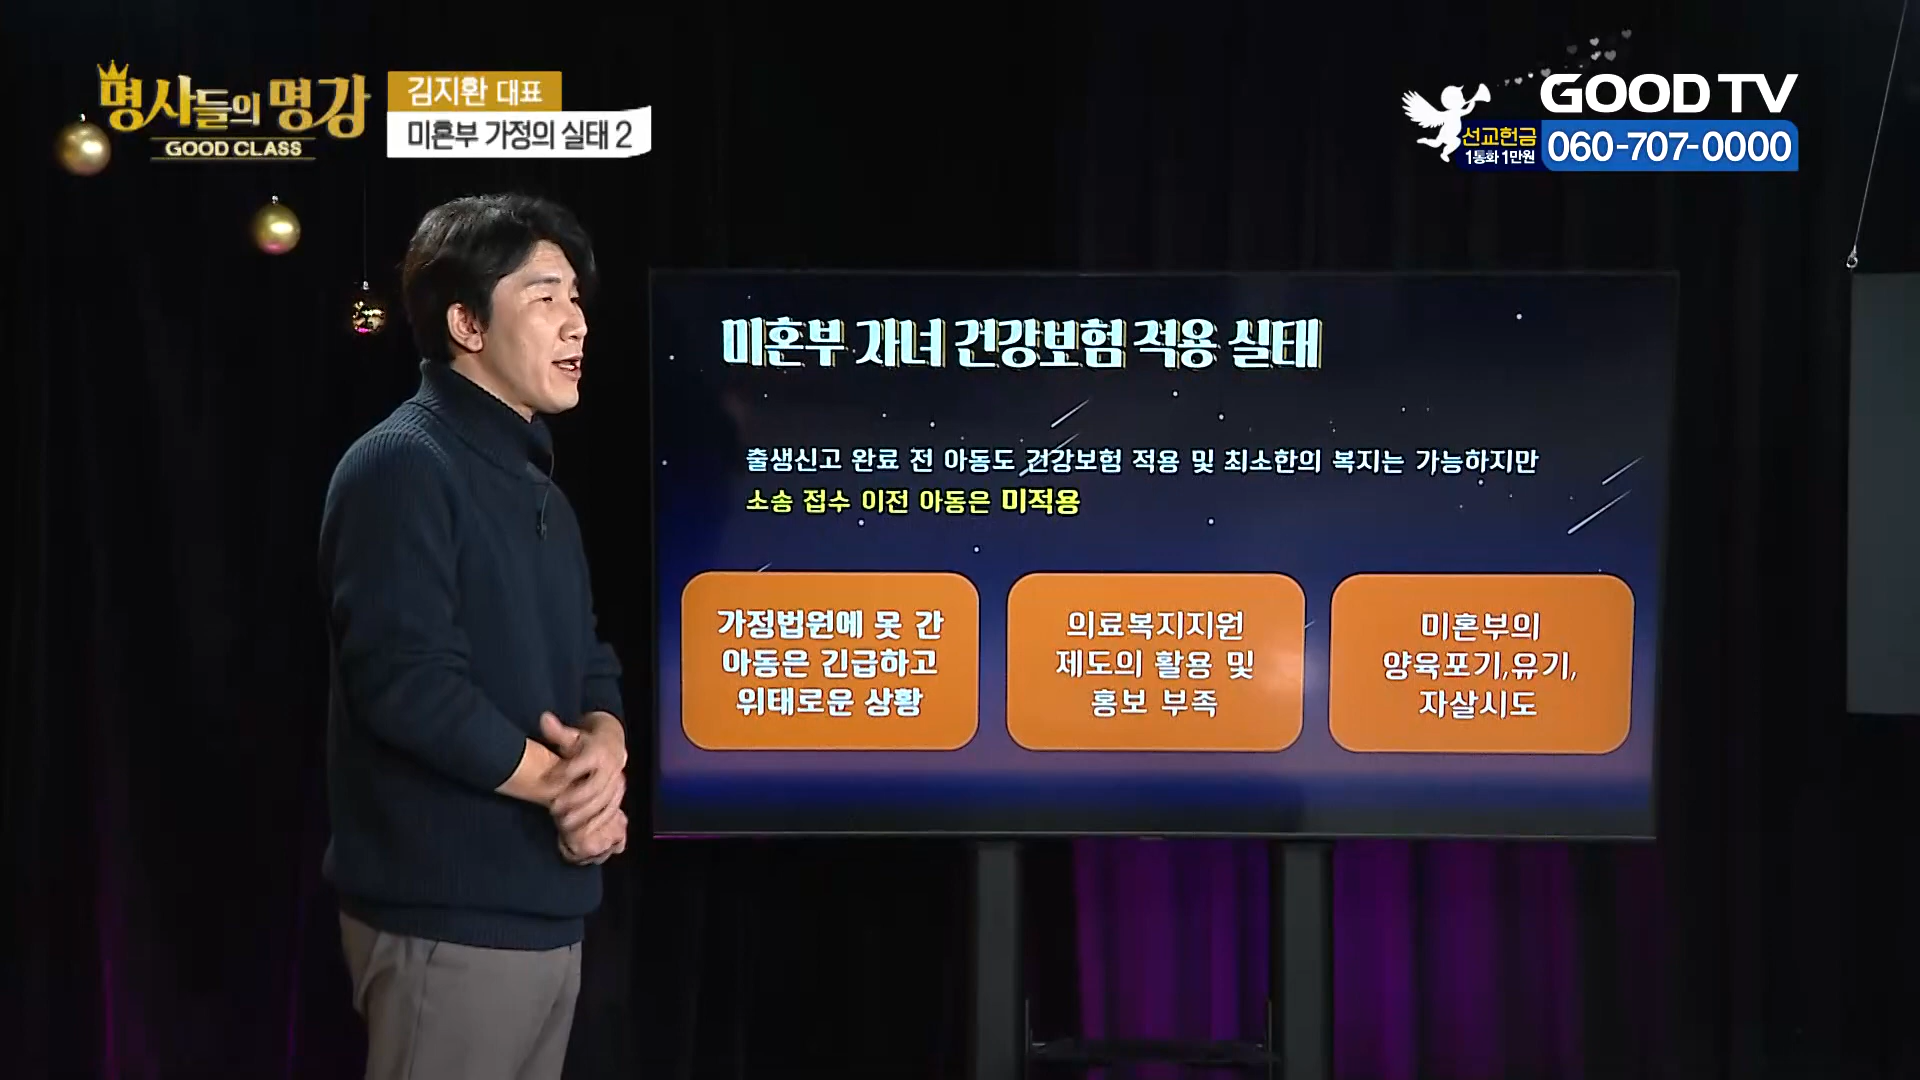 명사들의 명강
GOOD CLASS
김지환 대표
미혼부 가정의 실태 2
GOODTV
선교헌금
1통화 1만원
060-707-0000
미혼부 자녀 건강보험 적용 실태
출생신고 완료 전 아동도 건강보험 적용 및 최소한의 복지는 가능하지만
소송 접수 이전 아동은 미적용
가정법원에 못 간
아동은 긴급하고
위태로운 상황
의료복지지원
제도의 활용 및
홍보 부족
미혼부의
양육포기,유기,
자살시도